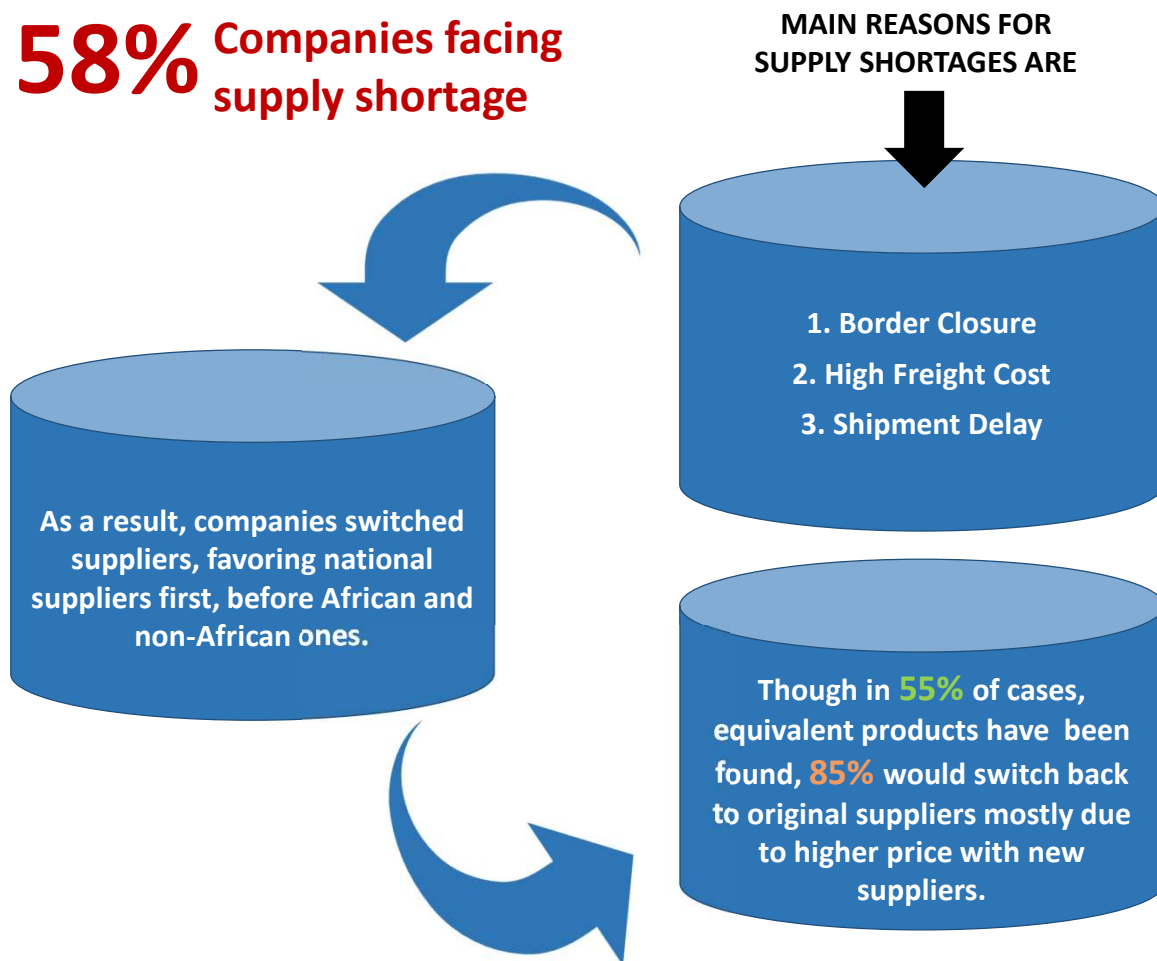 58% Companies facing
supply shortage
MAIN REASONS FOR
SUPPLY SHORTAGES ARE
1. Border Closure
2. High Freight Cost
3. Shipment Delay
As a result, companies switched
suppliers, favoring national
suppliers first, before African and
non-African ones.
Though in 55% of cases,
equivalent products have been
found, 85% would switch back
to original suppliers mostly due
to higher price with new
suppliers.